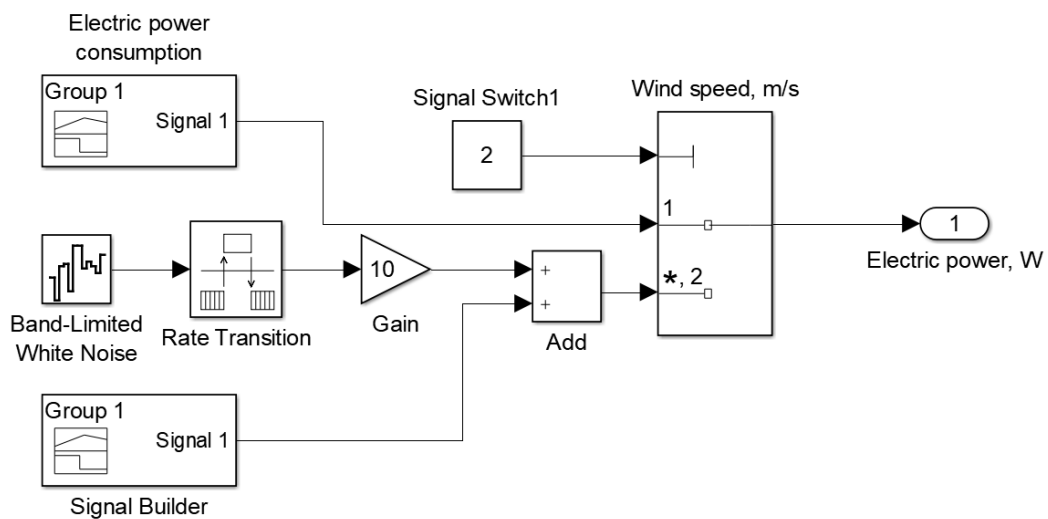 Electric power
consumption
Group 1
Signal 1
Signal Switch1
2
Wind speed, m/s
1
*, 2
1
Electric power, W
Band-Limited
White Noise
Rate Transition
10
Gain
+
+
Add
Group 1
Signal 1
Signal Builder